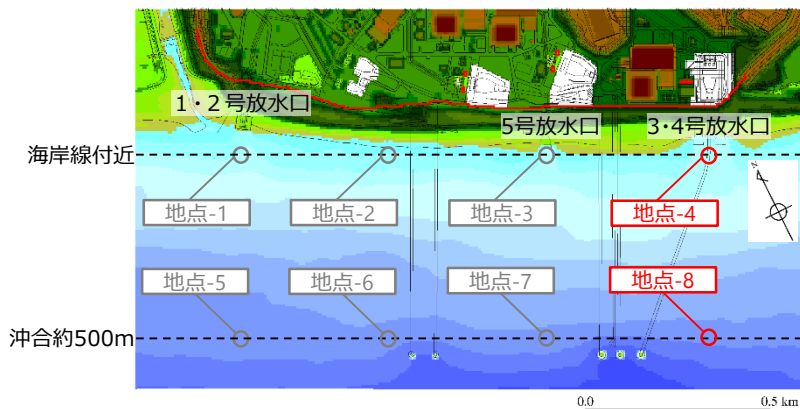 1・2号放水口
5号放水口
3・4号放水口
海岸線付近
地点-1
地点-2
地点-3
地点-4
N
地点-5
地点-6
地点-7
地点-8
沖合約500m
0.0
0.5 km